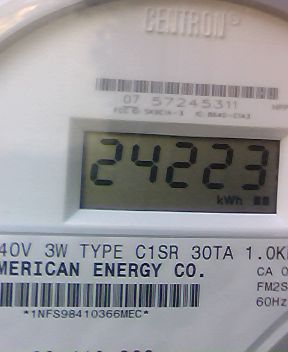 CENTRON
07 57245311
24223
kWh
40V 3W TYPE C1SR 30TA 1.0K
MERICAN ENERGY CO.
CA 0
FM2S
60Hz
*1NFS98410366MEC*